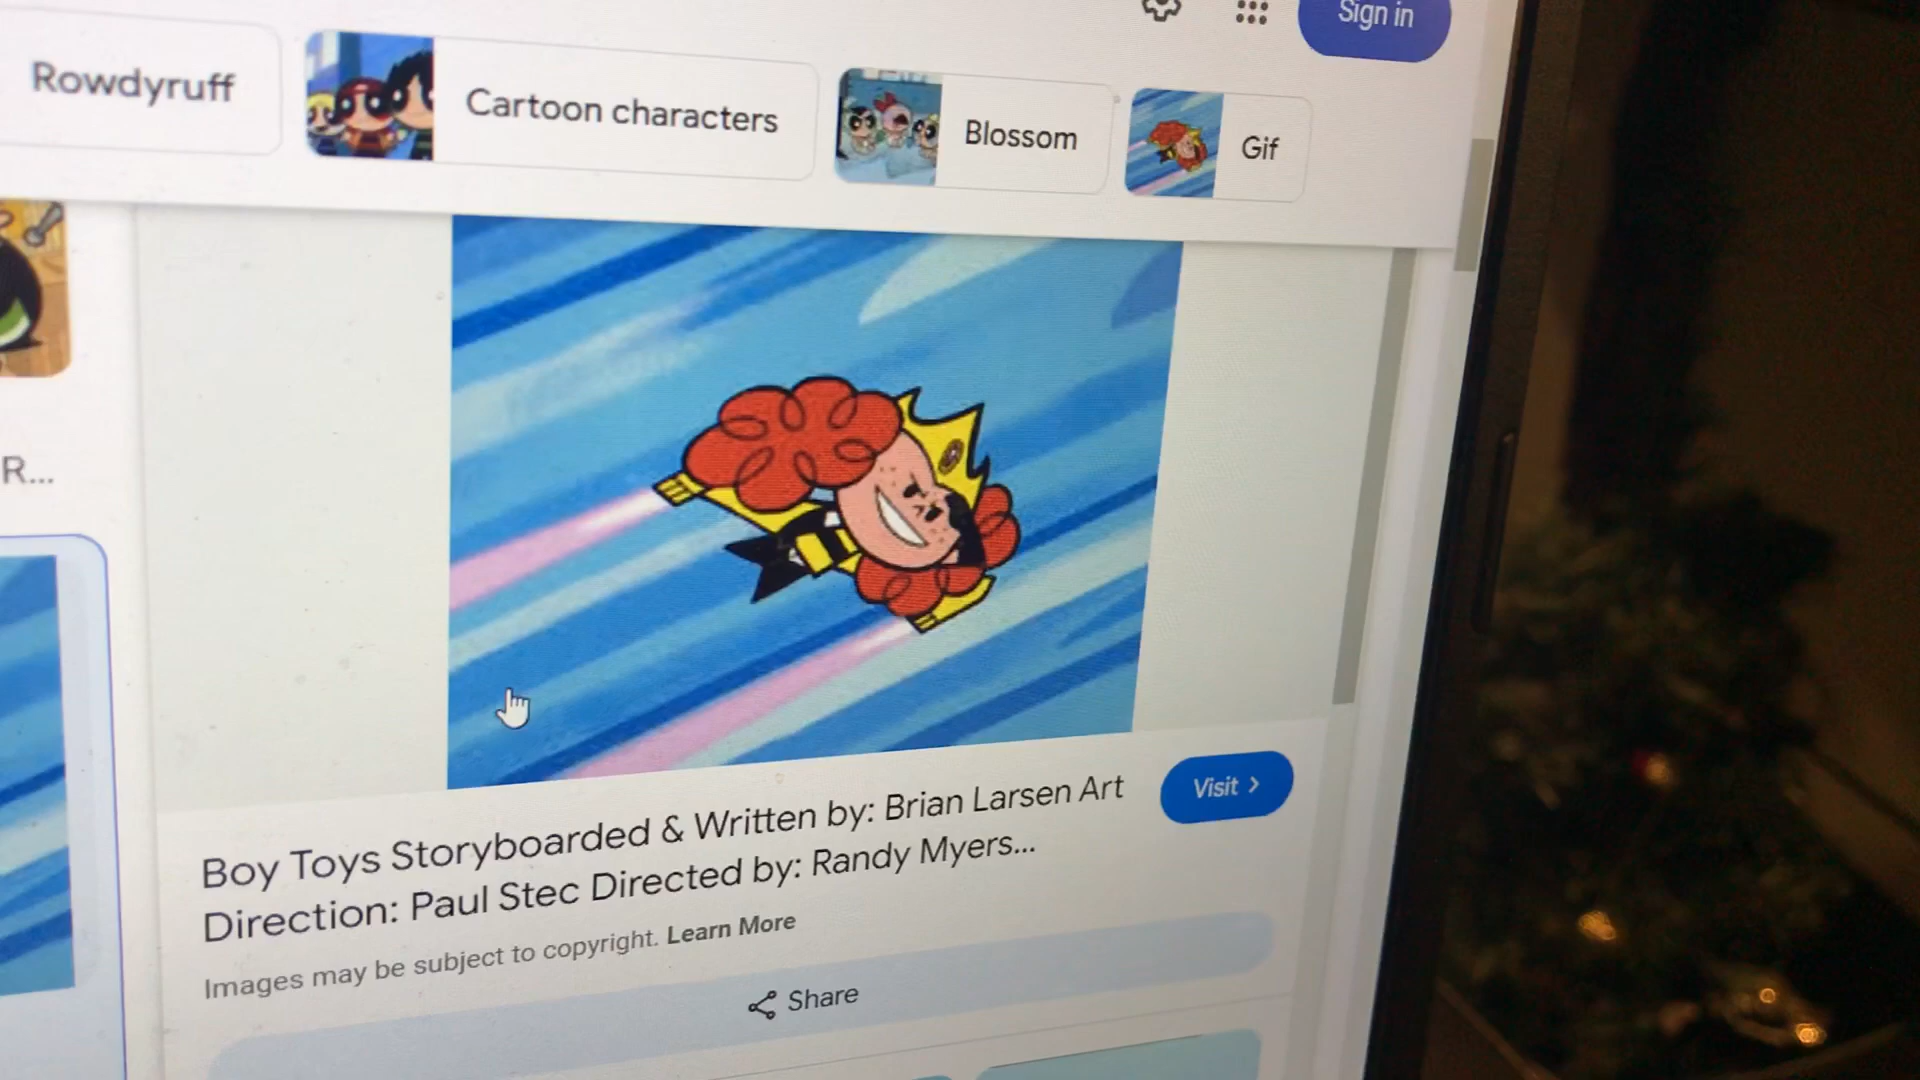 Sign in
Rowdyruff
Cartoon characters
Blossom
Gif
R...
Boy Toys Storyboarded & Written by: Brian Larsen Art
Direction: Paul Stec Directed by: Randy Myers...
Visit >
Images may be subject to copyright. Learn More
Share